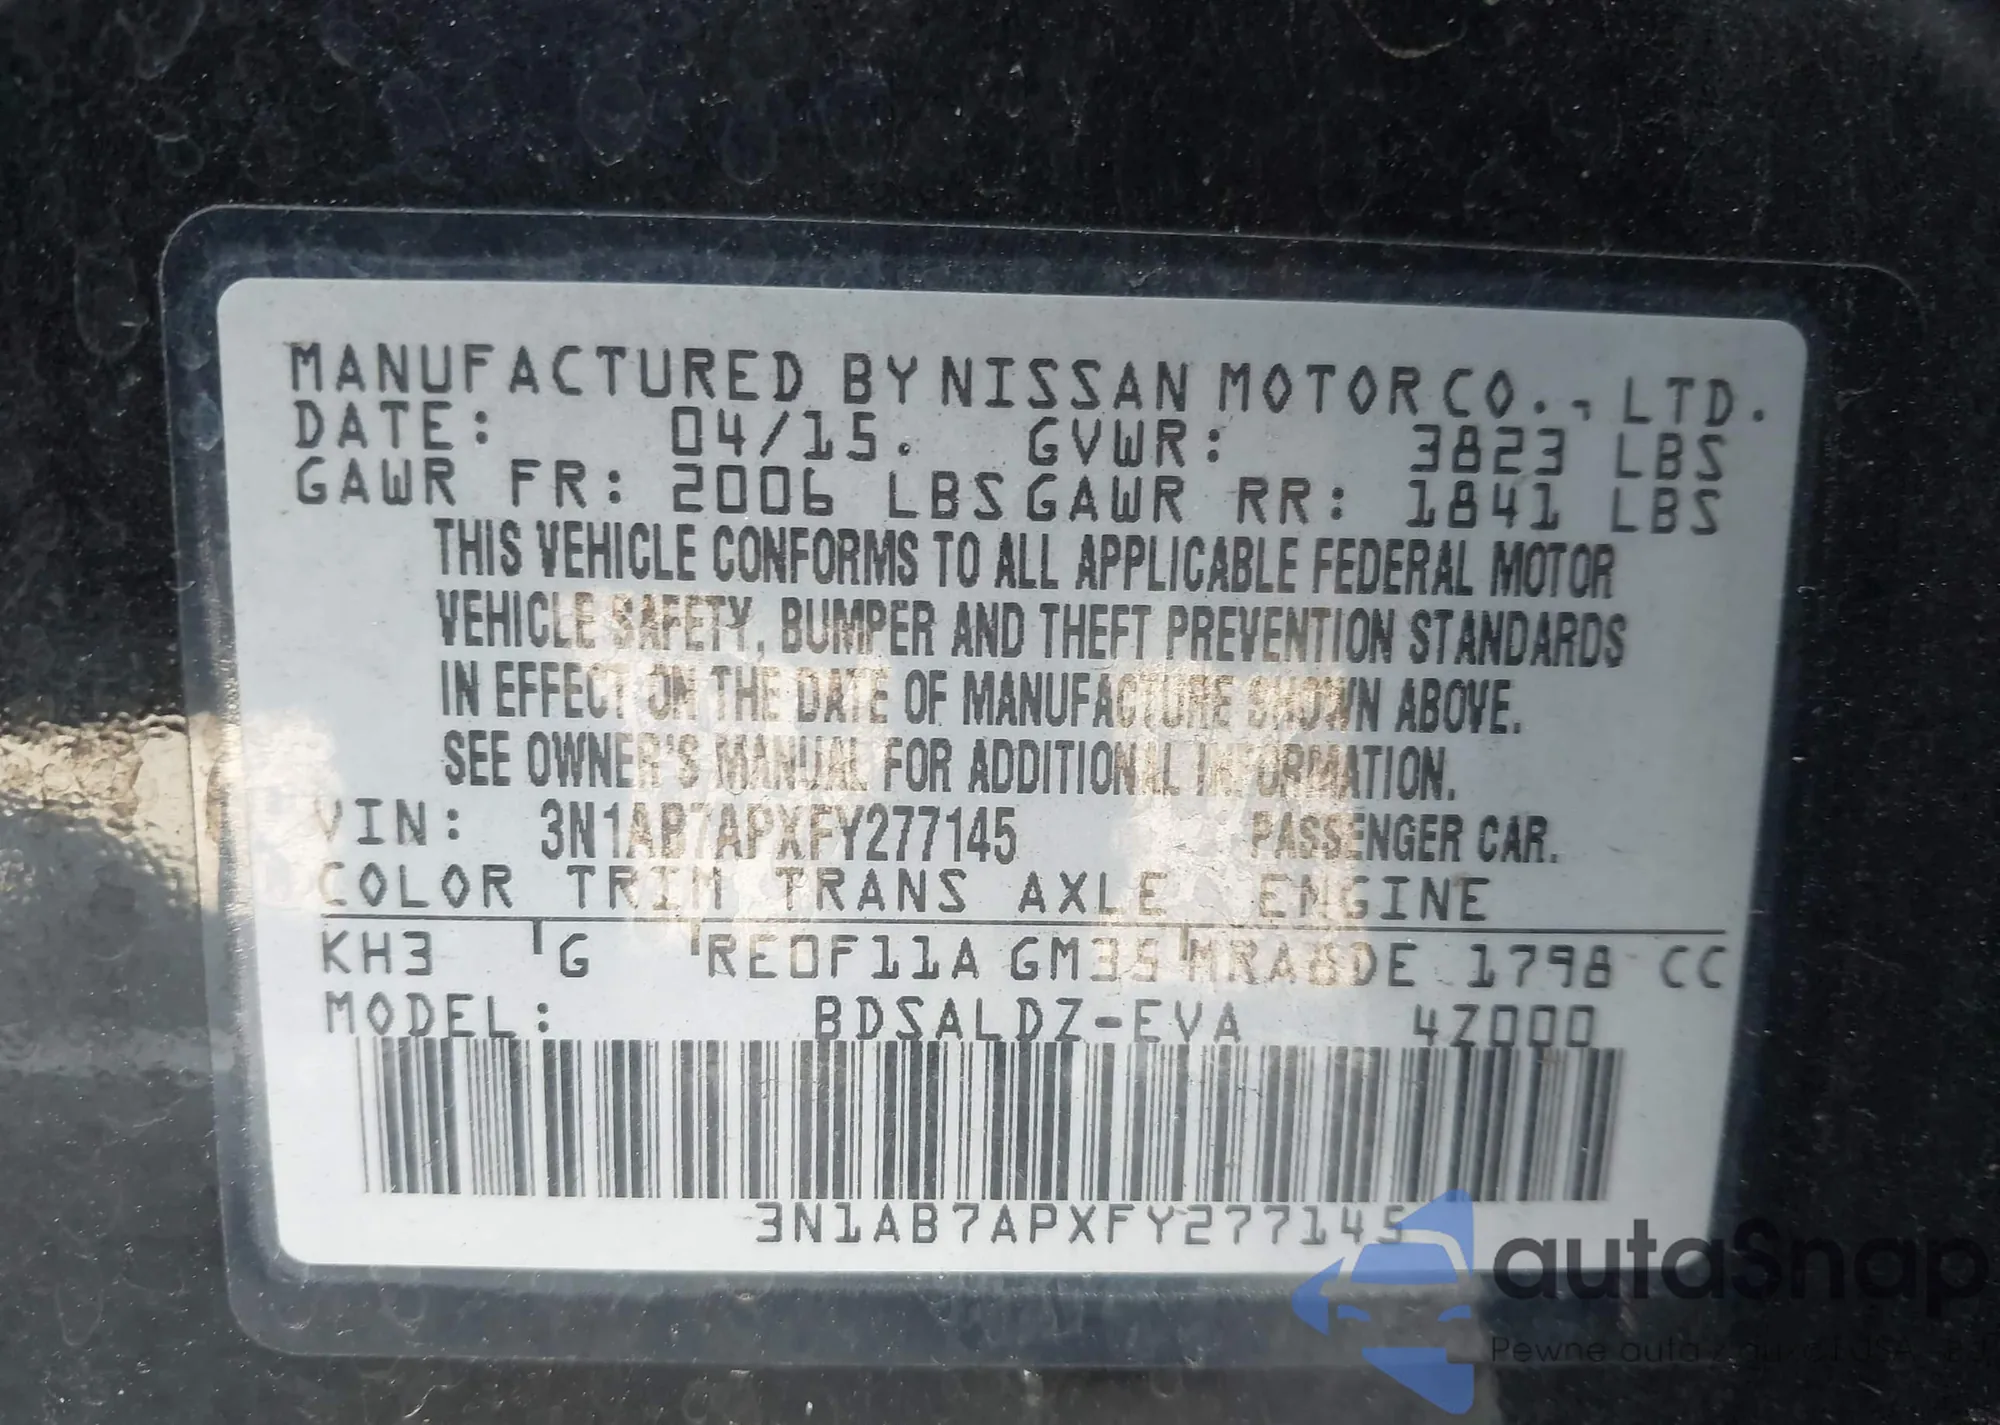 MANUFACTURED BY NISSAN MOTOR CO., LTD.
DATE: 04/15. GVWR: 3823 LBS
GAWR FR: 2006 LBS GAWR RR: 1841 LBS
THIS VEHICLE CONFORMS TO ALL APPLICABLE FEDERAL MOTOR
VEHICLE SAFETY, BUMPER AND THEFT PREVENTION STANDARDS
IN EFFECT ON THE DATE OF MANUFACTURE SHOWN ABOVE.
SEE OWNER'S MANUAL FOR ADDITIONAL INFORMATION.
VIN: 3N1AB7APXFY277145 PASSENGER CAR.
COLOR TRIM TRANS AXLE ENGINE
KH3 G RE0F11A GM35 MRA8DE 1798 CC
MODEL: BDSALDZ-EVA 4Z000
3N1AB7APXFY277145
autoSnap
Pewne auta z